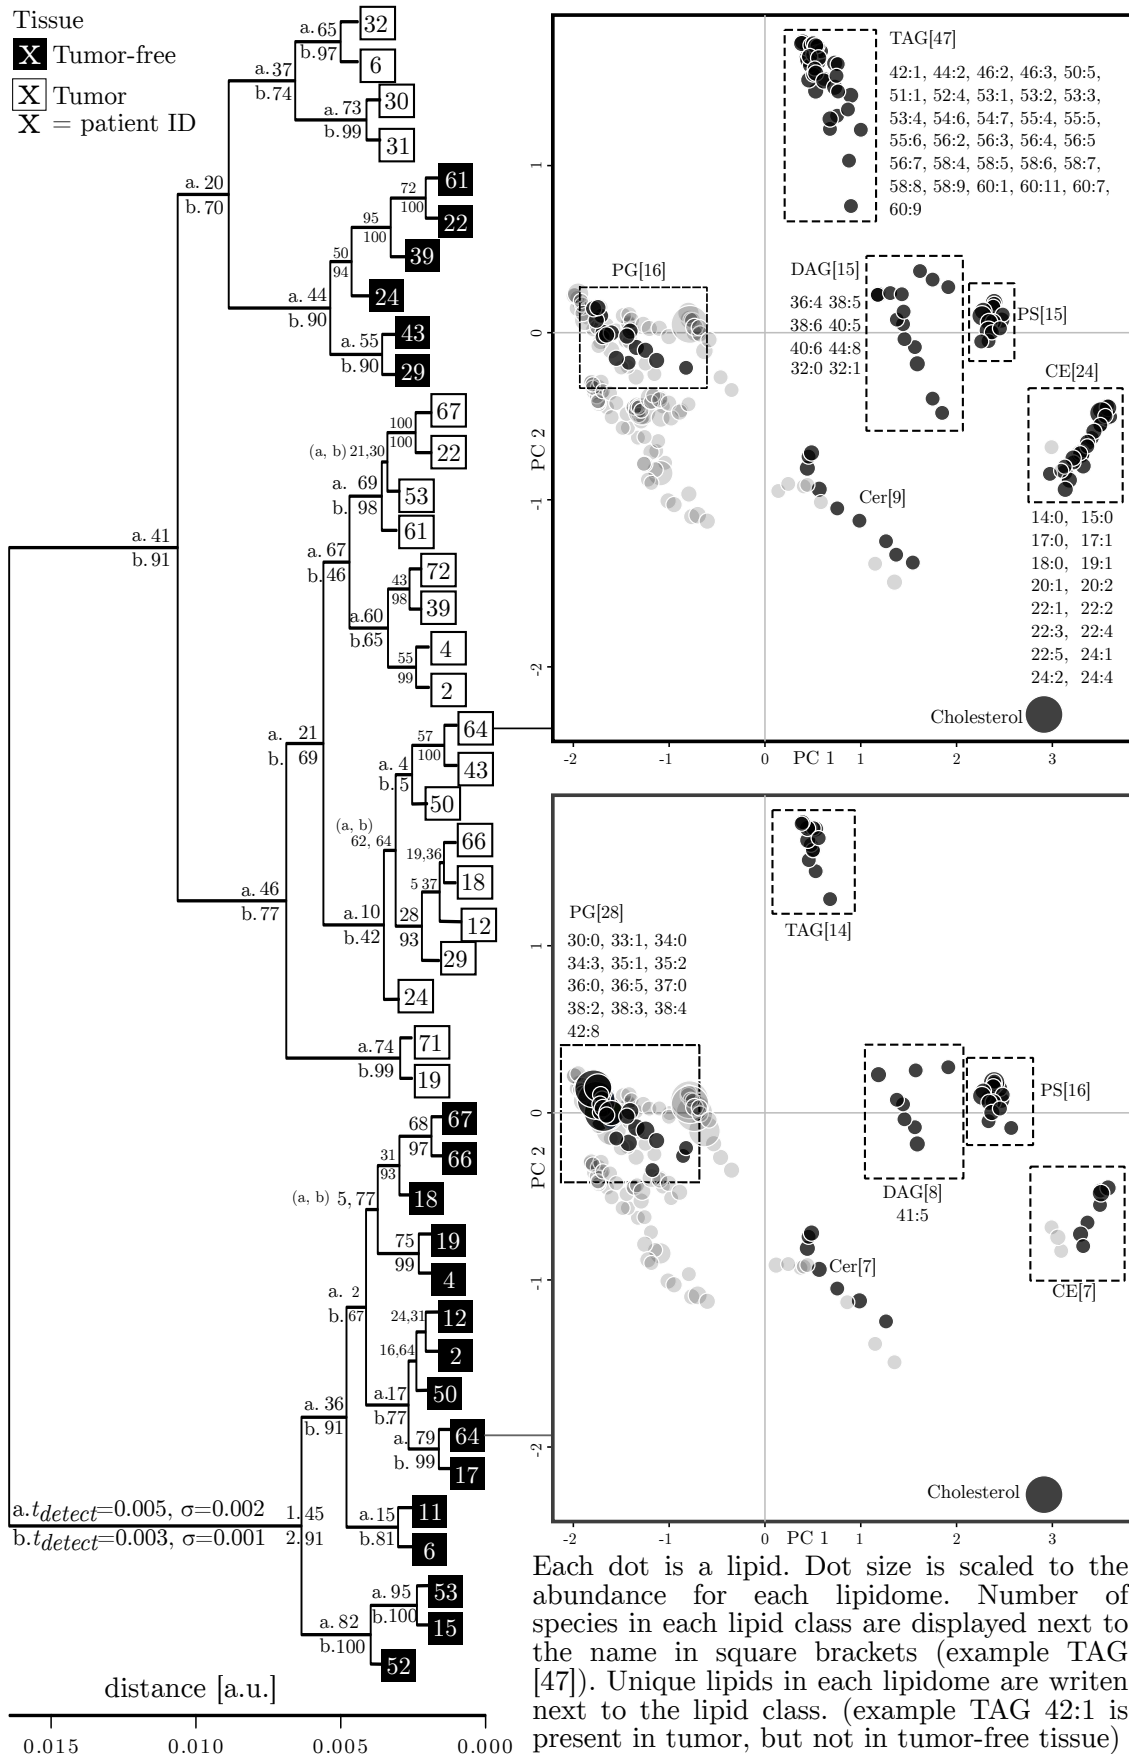 Tissue
X Tumor-free
X Tumor
X = patient ID
32
6
30
31
61
22
39
24
43
29
67
22
53
61
72
39
4
2
64
43
50
66
18
12
29
24
71
19
67
66
18
19
4
12
2
50
64
17
11
6
53
15
52
a. 65
b. 97
a. 37
b. 74
a. 73
b. 99
a. 20
b. 70
72
100
95
100
50
94
a. 44
b. 90
a. 55
b. 90
100
100
(a, b) 21,30
a. 69
b. 98
a. 67
b. 46
43
98
a. 60
b. 65
55
99
a. 41
b. 91
a. 21
b. 69
57
100
a. 4
b. 5
(a, b)
62, 64
19,36
5 37
28
93
a. 10
b. 42
a. 46
b. 77
a. 74
b. 99
68
97
31
93
(a, b) 5, 77
75
99
a. 2
b. 67
24,31
16,64
a. 17
b. 77
a. 79
b. 99
a. 36
b. 91
a. 15
b. 81
a. t detect=0.005, σ=0.002
b. t detect=0.003, σ=0.001
1. 45
2. 91
a. 95
b. 100
a. 82
b. 100
distance [a.u.]
0.015 0.010 0.005 0.000
TAG[47]
42:1, 44:2, 46:2, 46:3, 50:5,
51:1, 52:4, 53:1, 53:2, 53:3,
53:4, 54:6, 54:7, 55:4, 55:5,
55:6, 56:2, 56:3, 56:4, 56:5
56:7, 58:4, 58:5, 58:6, 58:7,
58:8, 58:9, 60:1, 60:11, 60:7,
60:9
PG[16]
DAG[15]
36:4 38:5
38:6 40:5
40:6 44:8
32:0 32:1
PS[15]
CE[24]
14:0, 15:0
17:0, 17:1
18:0, 19:1
20:1, 20:2
22:1, 22:2
22:3, 22:4
22:5, 24:1
24:2, 24:4
Cer[9]
Cholesterol
PC 2
1
0
-1
-2
-2 -1 0 PC 1 1 2 3
TAG[14]
PG[28]
30:0, 33:1, 34:0
34:3, 35:1, 35:2
36:0, 36:5, 37:0
38:2, 38:3, 38:4
42:8
PS[16]
DAG[8]
41:5
Cer[7]
CE[7]
Cholesterol
PC 2
1
0
-1
-2
-2 -1 0 PC 1 1 2 3
Each dot is a lipid. Dot size is scaled to the
abundance for each lipidome. Number of
species in each lipid class are displayed next to
the name in square brackets (example TAG
[47]). Unique lipids in each lipidome are writen
next to the lipid class. (example TAG 42:1 is
present in tumor, but not in tumor-free tissue)